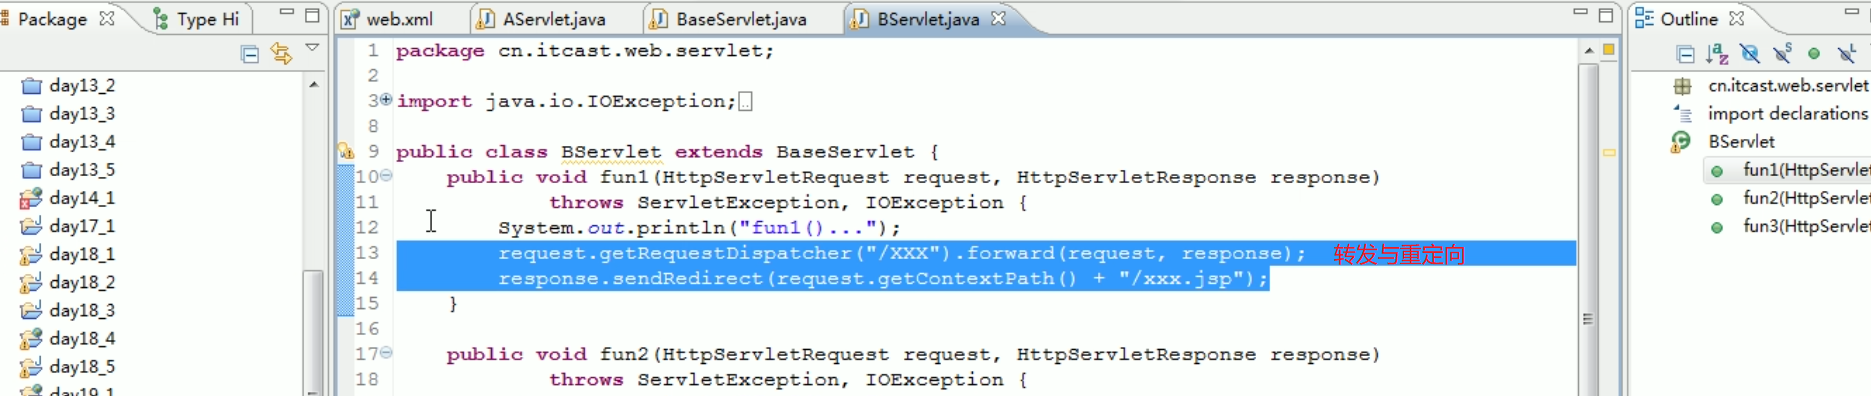 Package
Type Hi
day13_2
day13_3
day13_4
day13_5
day14_1
day17_1
day18_1
day18_2
day18_3
day18_4
day18_5
day19_1
web.xml
AServlet.java
BaseServlet.java
BServlet.java
1 package cn.itcast.web.servlet;
2
3 import java.io.IOException;
8
9 public class BServlet extends BaseServlet {
10 public void fun1(HttpServletRequest request, HttpServletResponse response)
11 throws ServletException, IOException {
12 System.out.println("fun1()...");
13 request.getRequestDispatcher("/XXX").forward(request, response); 转发与重定向
14 response.sendRedirect(request.getContextPath() + "/xxx.jsp");
15 }
16
17 public void fun2(HttpServletRequest request, HttpServletResponse response)
18 throws ServletException, IOException {
Outline
cn.itcast.web.servlet
import declarations
BServlet
fun1(HttpServlet
fun2(HttpServlet
fun3(HttpServlet